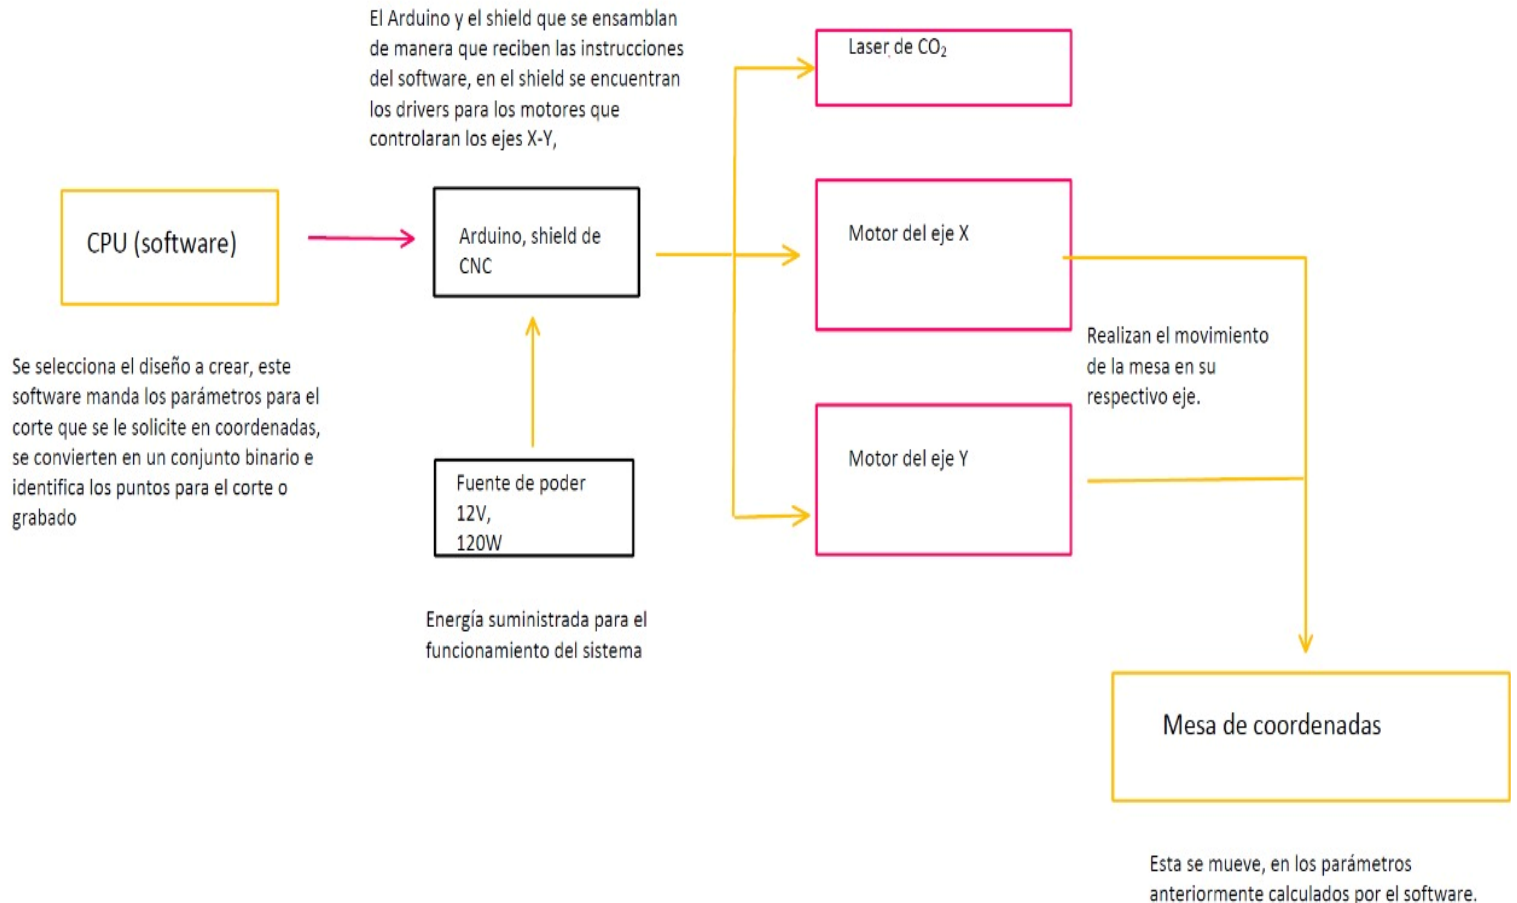 El Arduino y el shield que se ensamblan
de manera que reciben las instrucciones
del software, en el shield se encuentran
los drivers para los motores que
controlaran los ejes X-Y,
CPU (software)
Se selecciona el diseño a crear, este
software manda los parámetros para el
corte que se le solicite en coordenadas,
se convierten en un conjunto binario e
identifica los puntos para el corte o
grabado
Arduino, shield de
CNC
Fuente de poder
12V,
120W
Energía suministrada para el
funcionamiento del sistema
Laser de CO₂
Motor del eje X
Motor del eje Y
Realizan el movimiento
de la mesa en su
respectivo eje.
Mesa de coordenadas
Esta se mueve, en los parámetros
anteriormente calculados por el software.